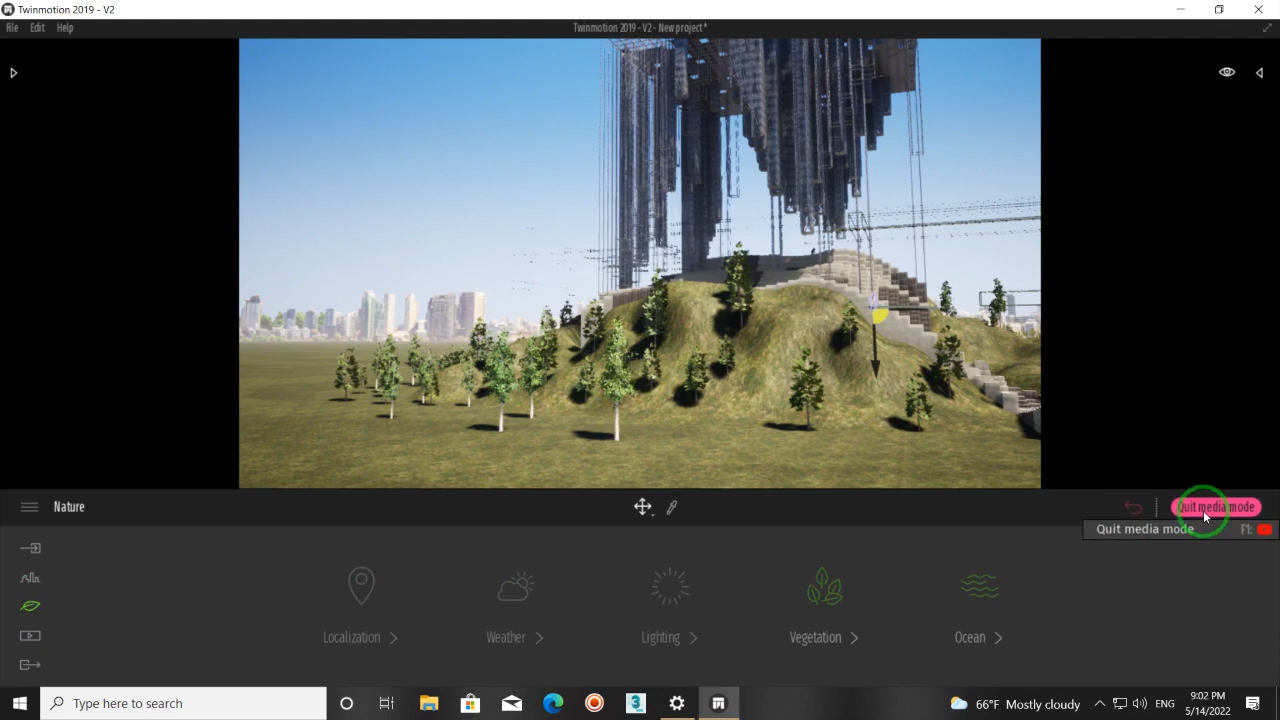 Twinmotion 2019 - V2
File Edit Help
Twinmotion 2019 - V2 - New project*
Nature
Quit media mode
Quit media mode F1:
Localization
Weather
Lighting
Vegetation
Ocean
Type here to search
66°F Mostly cloudy
ENG
9:02 PM
5/14/2022